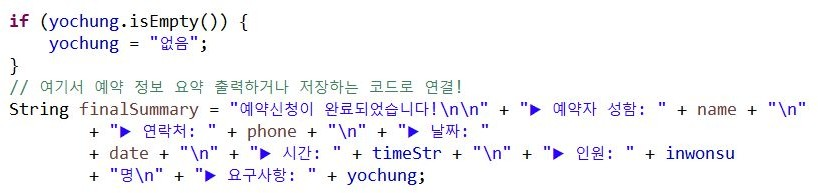 if (yochung.isEmpty()) {
    yochung = "없음";
}
// 여기서 예약 정보 요약 출력하거나 저장하는 코드로 연결!
String finalSummary = "예약신청이 완료되었습니다!\n\n" + "▶ 예약자 성함: " + name + "\n"
        + "▶ 연락처: " + phone + "\n" + "▶ 날짜: "
        + date + "\n" + "▶ 시간: " + timeStr + "\n" + "▶ 인원: " + inwonsu
        + "명\n" + "▶ 요구사항: " + yochung;